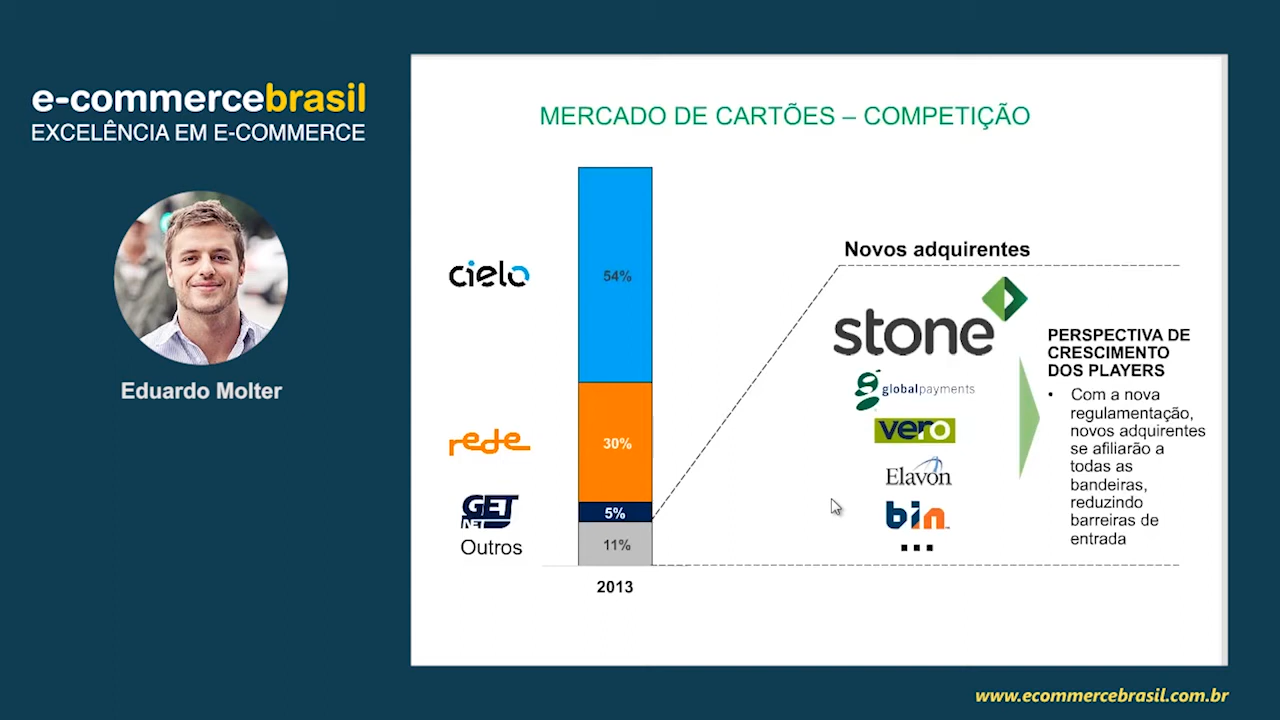 e-commercebrasil
EXCELÊNCIA EM E-COMMERCE
Eduardo Molter
MERCADO DE CARTÕES – COMPETIÇÃO
cielo
54%
rede
30%
GET
NET
5%
Outros
11%
2013
Novos adquirentes
stone
globalpayments
vero
Elavon
bin
...
PERSPECTIVA DE
CRESCIMENTO
DOS PLAYERS
• Com a nova
regulamentação,
novos adquirentes
se afiliarão a
todas as
bandeiras,
reduzindo
barreiras de
entrada
www.ecommercebrasil.com.br